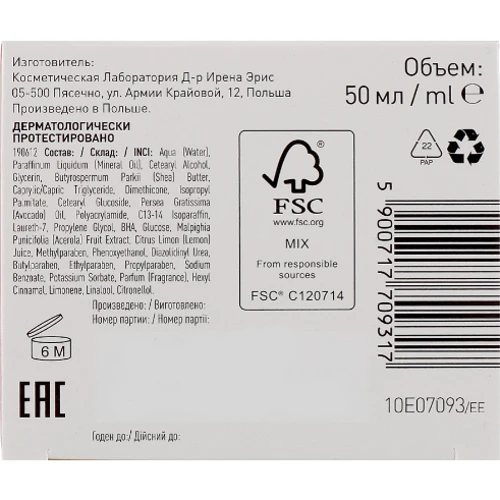 Изготовитель:
Косметическая Лаборатория Д-р Ирена Эрис
05-500 Пясечно, ул. Армии Крайовой, 12, Польша
Произведено в Польше.
ДЕРМАТОЛОГИЧЕСКИ
ПРОТЕСТИРОВАНО
198612 Состав: / Склад: / INCI: Aqua (Water),
Paraffinum Liquidum (Mineral Oil), Cetearyl Alcohol,
Glycerin, Butyrospermum Parkii (Shea) Butter,
Caprylic/Capric Triglyceride, Dimethicone, Isopropyl
Palmitate, Cetearyl Glucoside, Persea Gratissima
(Avocado) Oil, Polyacrylamide, C13-14 Isoparaffin,
Laureth-7, Propylene Glycol, BHA, Glucose, Malpighia
Punicifolia (Acerola) Fruit Extract, Citrus Limon (Lemon)
Juice, Methylparaben, Phenoxyethanol, Diazolidinyl Urea,
Butylparaben, Ethylparaben, Propylparaben, Sodium
Benzoate, Potassium Sorbate, Parfum (Fragrance), Hexyl
Cinnamal, Limonene, Linalool, Citronellol.
Произведено: / Виготовлено:
Номер партии: / Номер партії:
6 M
EAC
Годен до:/ Дійсний до:
FSC
www.fsc.org
MIX
From responsible
sources
FSC® C120714
Объем:
50 мл / ml ℮
22
PAP
5 900717 709317
10E07093/EE